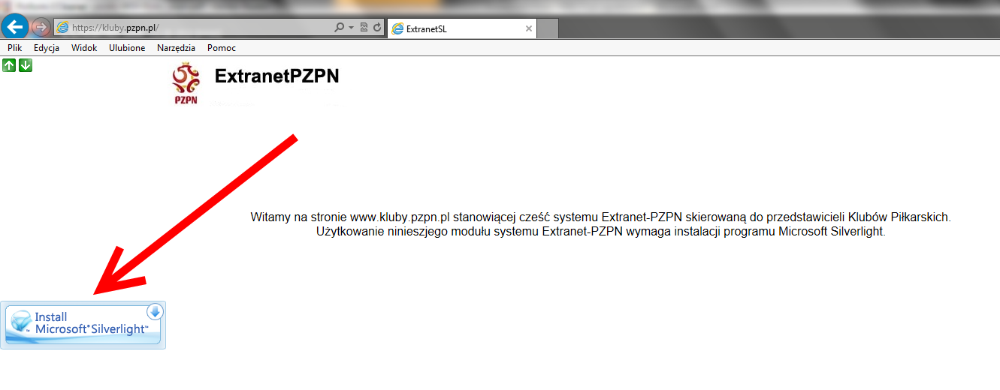 https://kluby.pzpn.pl/
ExtranetSL
Plik Edycja Widok Ulubione Narzędzia Pomoc
PZPN
ExtranetPZPN
Witamy na stronie www.kluby.pzpn.pl stanowiącej cześć systemu Extranet-PZPN skierowaną do przedstawicieli Klubów Piłkarskich.
Użytkowanie ninieszjego modułu systemu Extranet-PZPN wymaga instalacji programu Microsoft Silverlight.
Install
Microsoft® Silverlight™